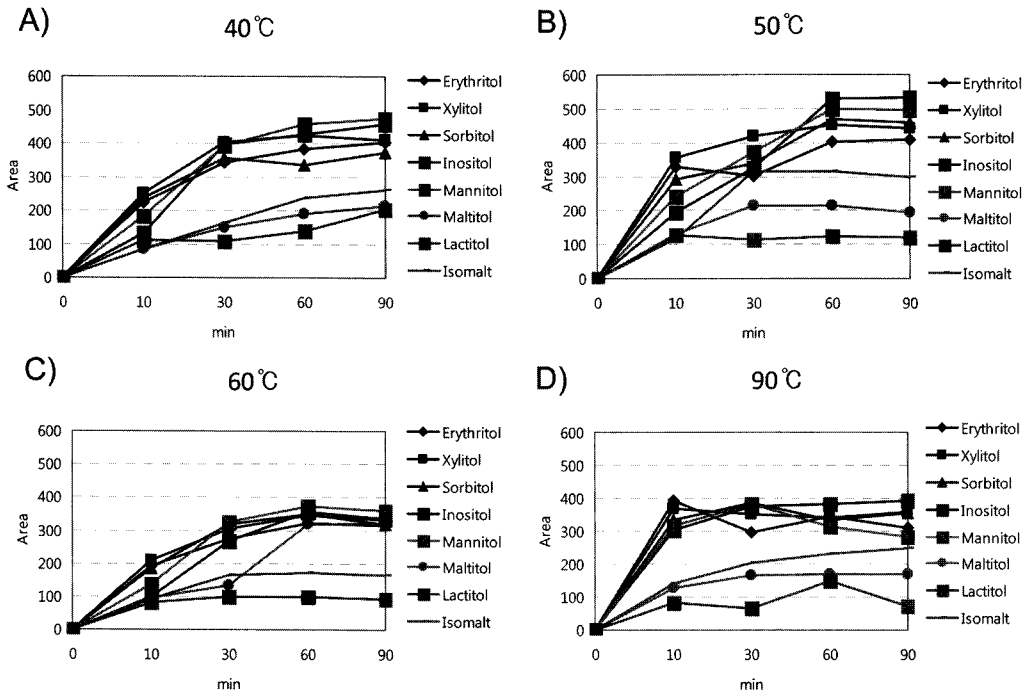 A)
40℃
600
500
400
300
200
100
0
Area
0 10 30 60 90
min
Erythritol
Xylitol
Sorbitol
Inositol
Mannitol
Maltitol
Lactitol
Isomalt
B)
50℃
600
500
400
300
200
100
0
Area
0 10 30 60 90
min
Erythritol
Xylitol
Sorbitol
Inositol
Mannitol
Maltitol
Lactitol
Isomalt
C)
60℃
600
500
400
300
200
100
0
Area
0 10 30 60 90
min
Erythritol
Xylitol
Sorbitol
Inositol
Mannitol
Maltitol
Lactitol
Isomalt
D)
90℃
600
500
400
300
200
100
0
Area
0 10 30 60 90
min
Erythritol
Xylitol
Sorbitol
Inositol
Mannitol
Maltitol
Lactitol
Isomalt